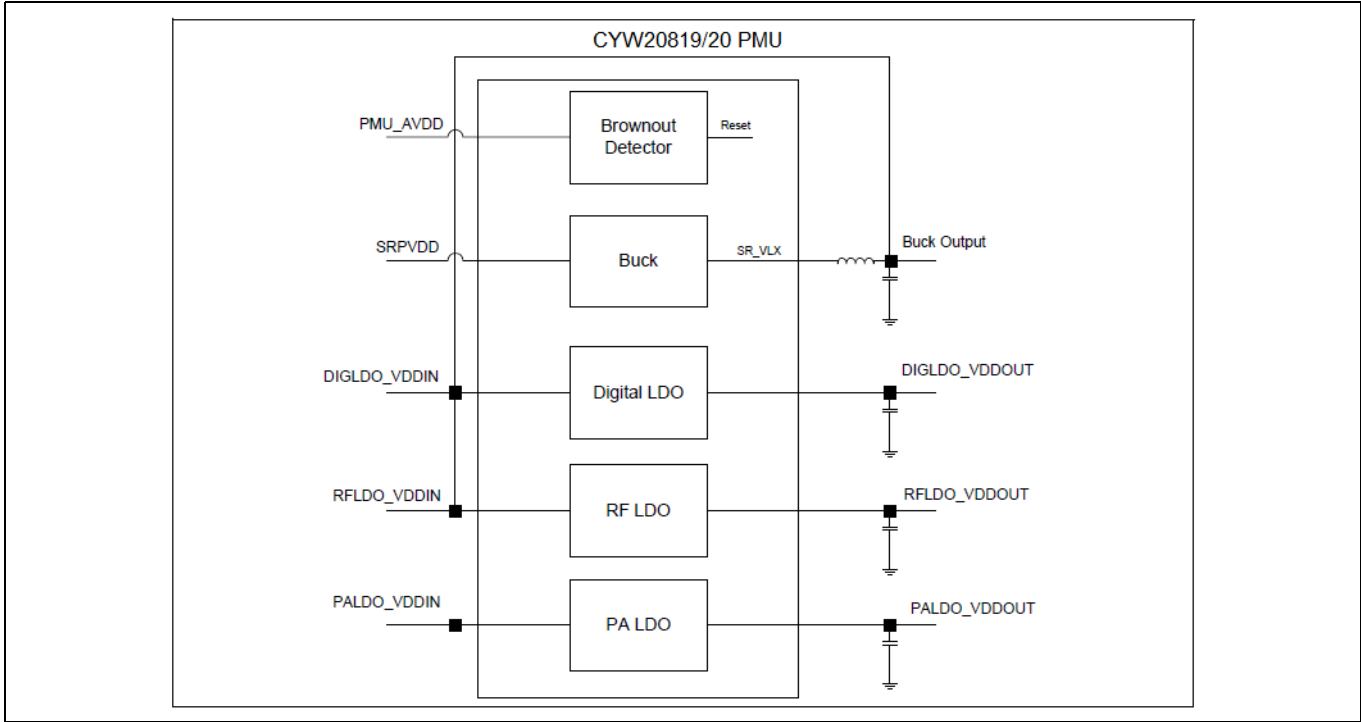 CYW20819/20 PMU
PMU_AVDD
Brownout
Detector
Reset
SRPVDD
Buck
SR_VLX
Buck Output
DIGLDO_VDDIN
Digital LDO
DIGLDO_VDDOUT
RFLDO_VDDIN
RF LDO
RFLDO_VDDOUT
PALDO_VDDIN
PA LDO
PALDO_VDDOUT